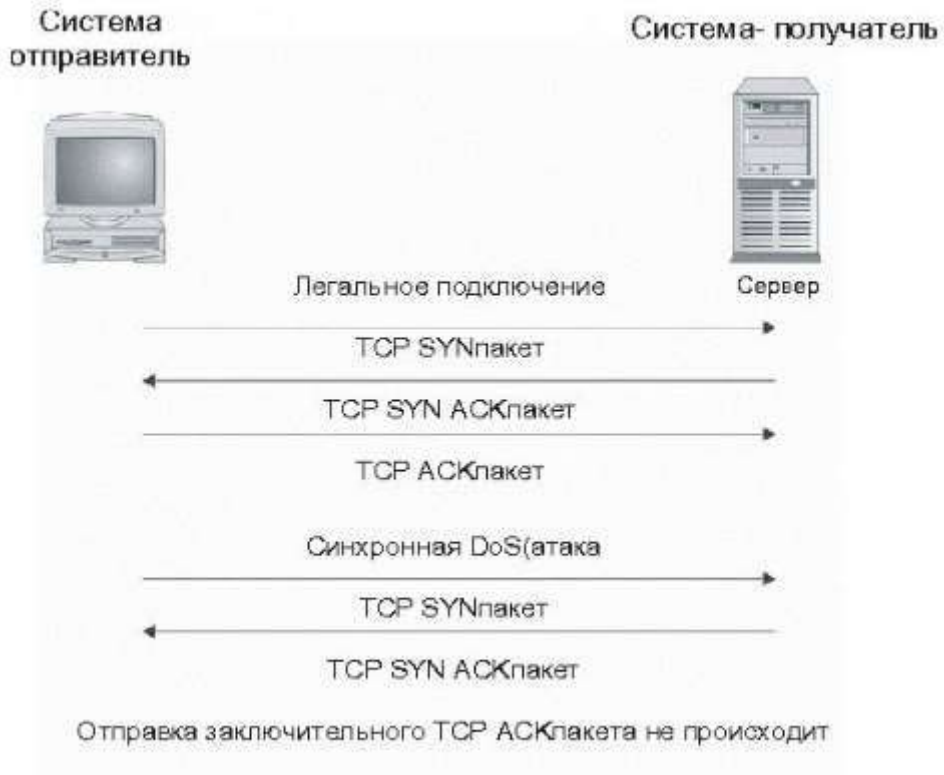 Система
отправитель
Система- получатель
Сервер
Легальное подключение
TCP SYNпакет
TCP SYN ACKпакет
TCP ACKпакет
Синхронная DoS(атака
TCP SYNпакет
TCP SYN ACKпакет
Отправка заключительного TCP ACKпакета не происходит